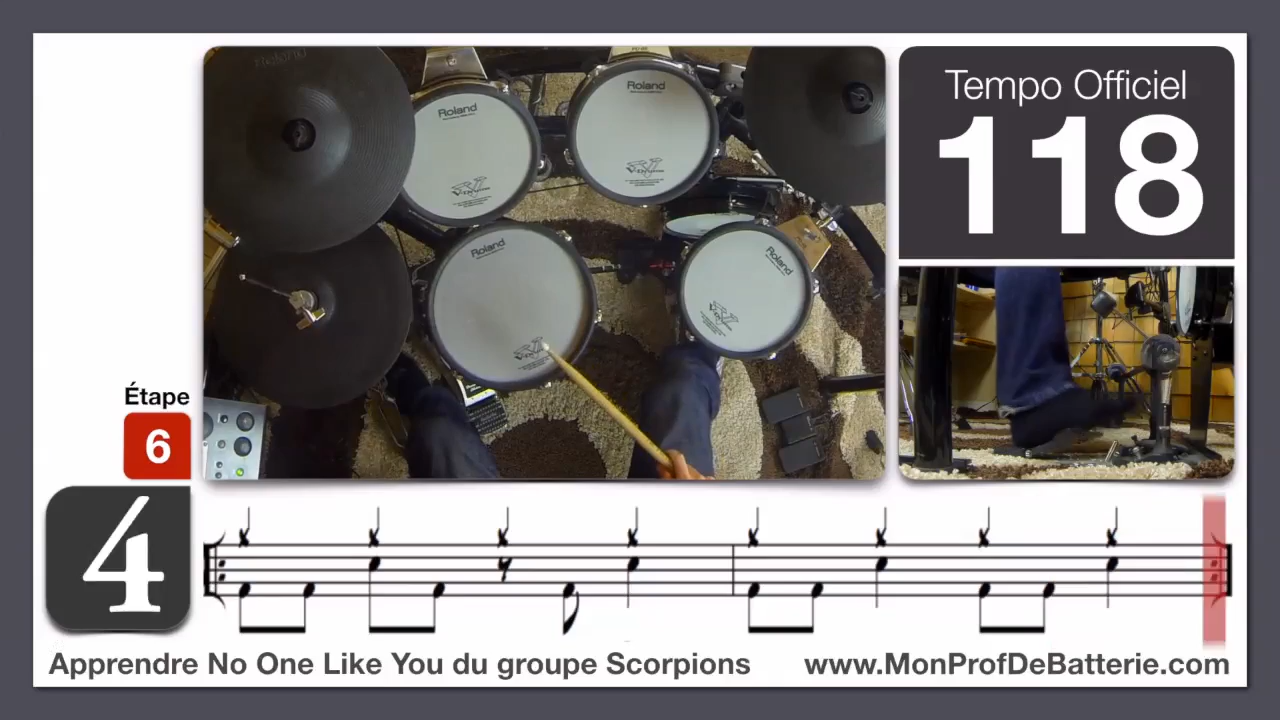 Tempo Officiel
118
Roland
Roland
V-Drums
Roland
Roland
Étape
6
4
Apprendre No One Like You du groupe Scorpions
www.MonProfDeBatterie.com